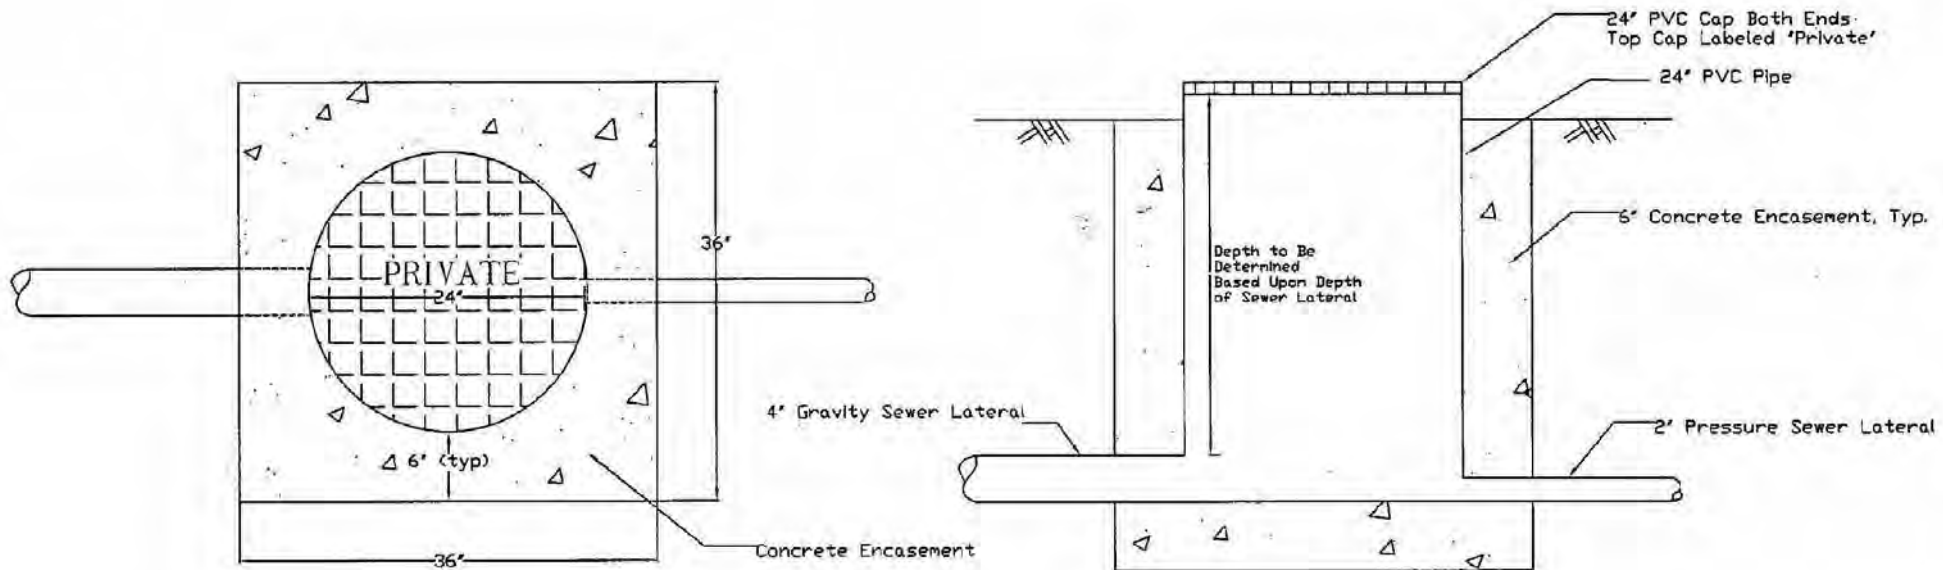 PRIVATE
24"
36"
6" (typ)
Concrete Encasement
36"
24" PVC Cap Both Ends
Top Cap Labeled "Private"
24" PVC Pipe
6" Concrete Encasement, Typ.
Depth to Be
Determined
Based Upon Depth
of Sewer Lateral
4" Gravity Sewer Lateral
2" Pressure Sewer Lateral